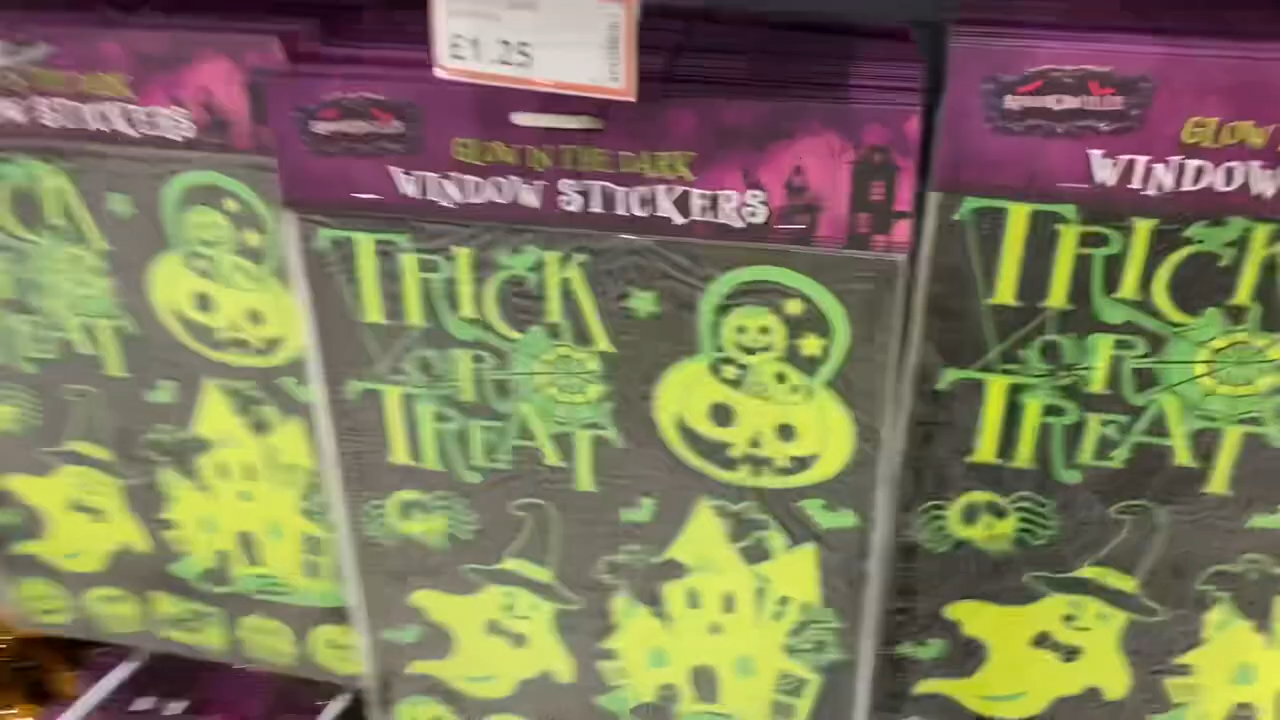 £1.25
STICKERS
GLOW IN THE DARK
WINDOW STICKERS
GLOW
WINDOW
TRICK
OR
TREAT
TRICK
OR
TREAT